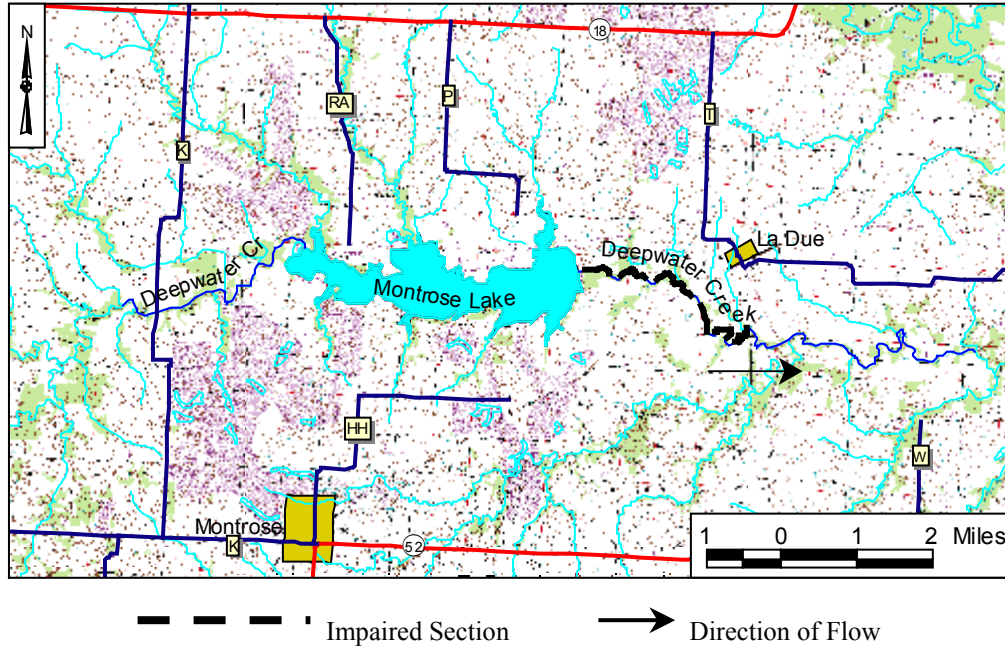 N
18
RA
P
T
K
La Due
Deepwater Cr
Deepwater Creek
Montrose Lake
HH
W
Montrose
K
52
1 0 1 2 Miles
Impaired Section
Direction of Flow